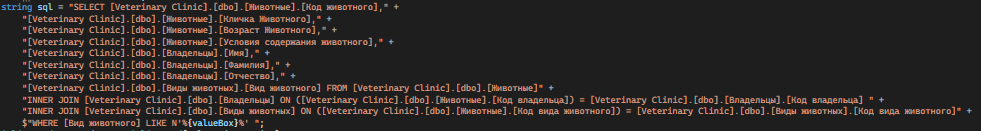 string sql = "SELECT [Veterinary Clinic].[dbo].[Животные].[Код животного]," +
"[Veterinary Clinic].[dbo].[Животные].[Кличка Животного]," +
"[Veterinary Clinic].[dbo].[Животные].[Возраст Животного]," +
"[Veterinary Clinic].[dbo].[Животные].[Условия содержания животного]," +
"[Veterinary Clinic].[dbo].[Владельцы].[Имя]," +
"[Veterinary Clinic].[dbo].[Владельцы].[Фамилия]," +
"[Veterinary Clinic].[dbo].[Владельцы].[Отчество]," +
"[Veterinary Clinic].[dbo].[Виды животных].[Вид животного] FROM [Veterinary Clinic].[dbo].[Животные]" +
"INNER JOIN [Veterinary Clinic].[dbo].[Владельцы] ON ([Veterinary Clinic].[dbo].[Животные].[Код владельца]) = [Veterinary Clinic].[dbo].[Владельцы].[Код владельца] " +
"INNER JOIN [Veterinary Clinic].[dbo].[Виды животных] ON ([Veterinary Clinic].[dbo].[Животные].[Код вида животного]) = [Veterinary Clinic].[dbo].[Виды животных].[Код вида животного]" +
$"WHERE [Вид животного] LIKE N'%{valueBox}%' ";